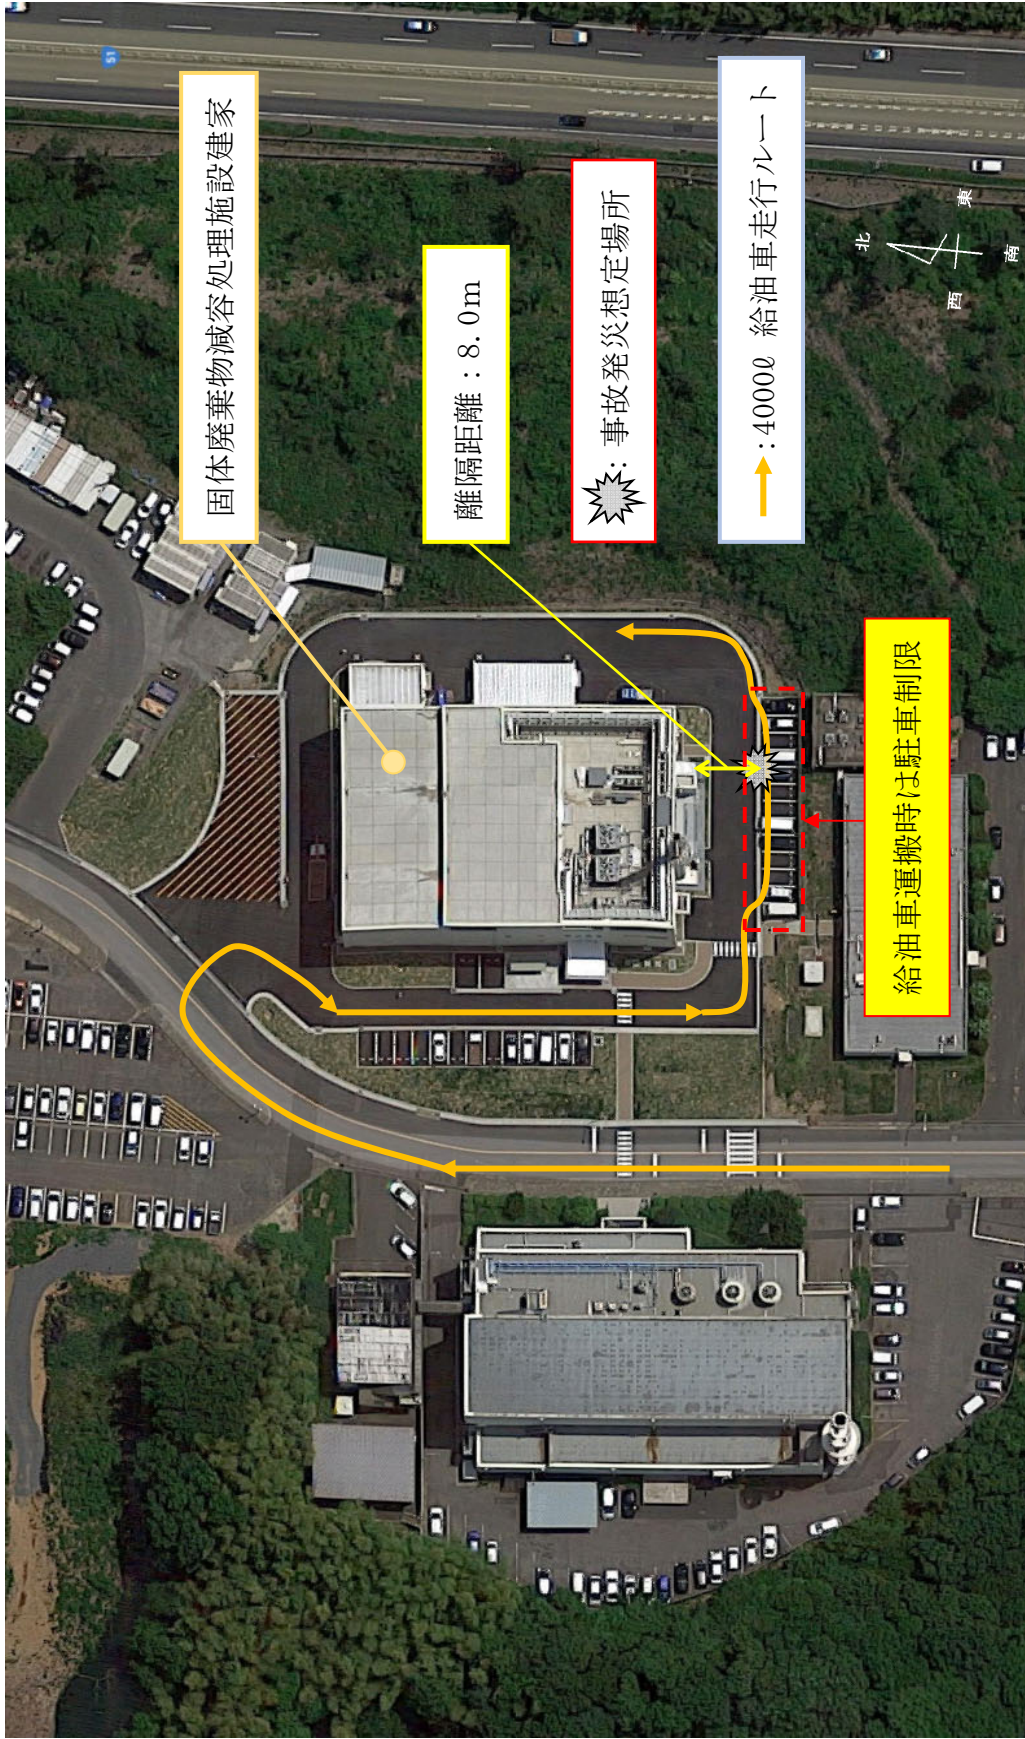 固体廃棄物減容処理施設建家
離隔距離：8.0m
：事故発災想定場所
：4000ℓ 給油車走行ルート
給油車運搬時は駐車制限
北
東
西
南
51